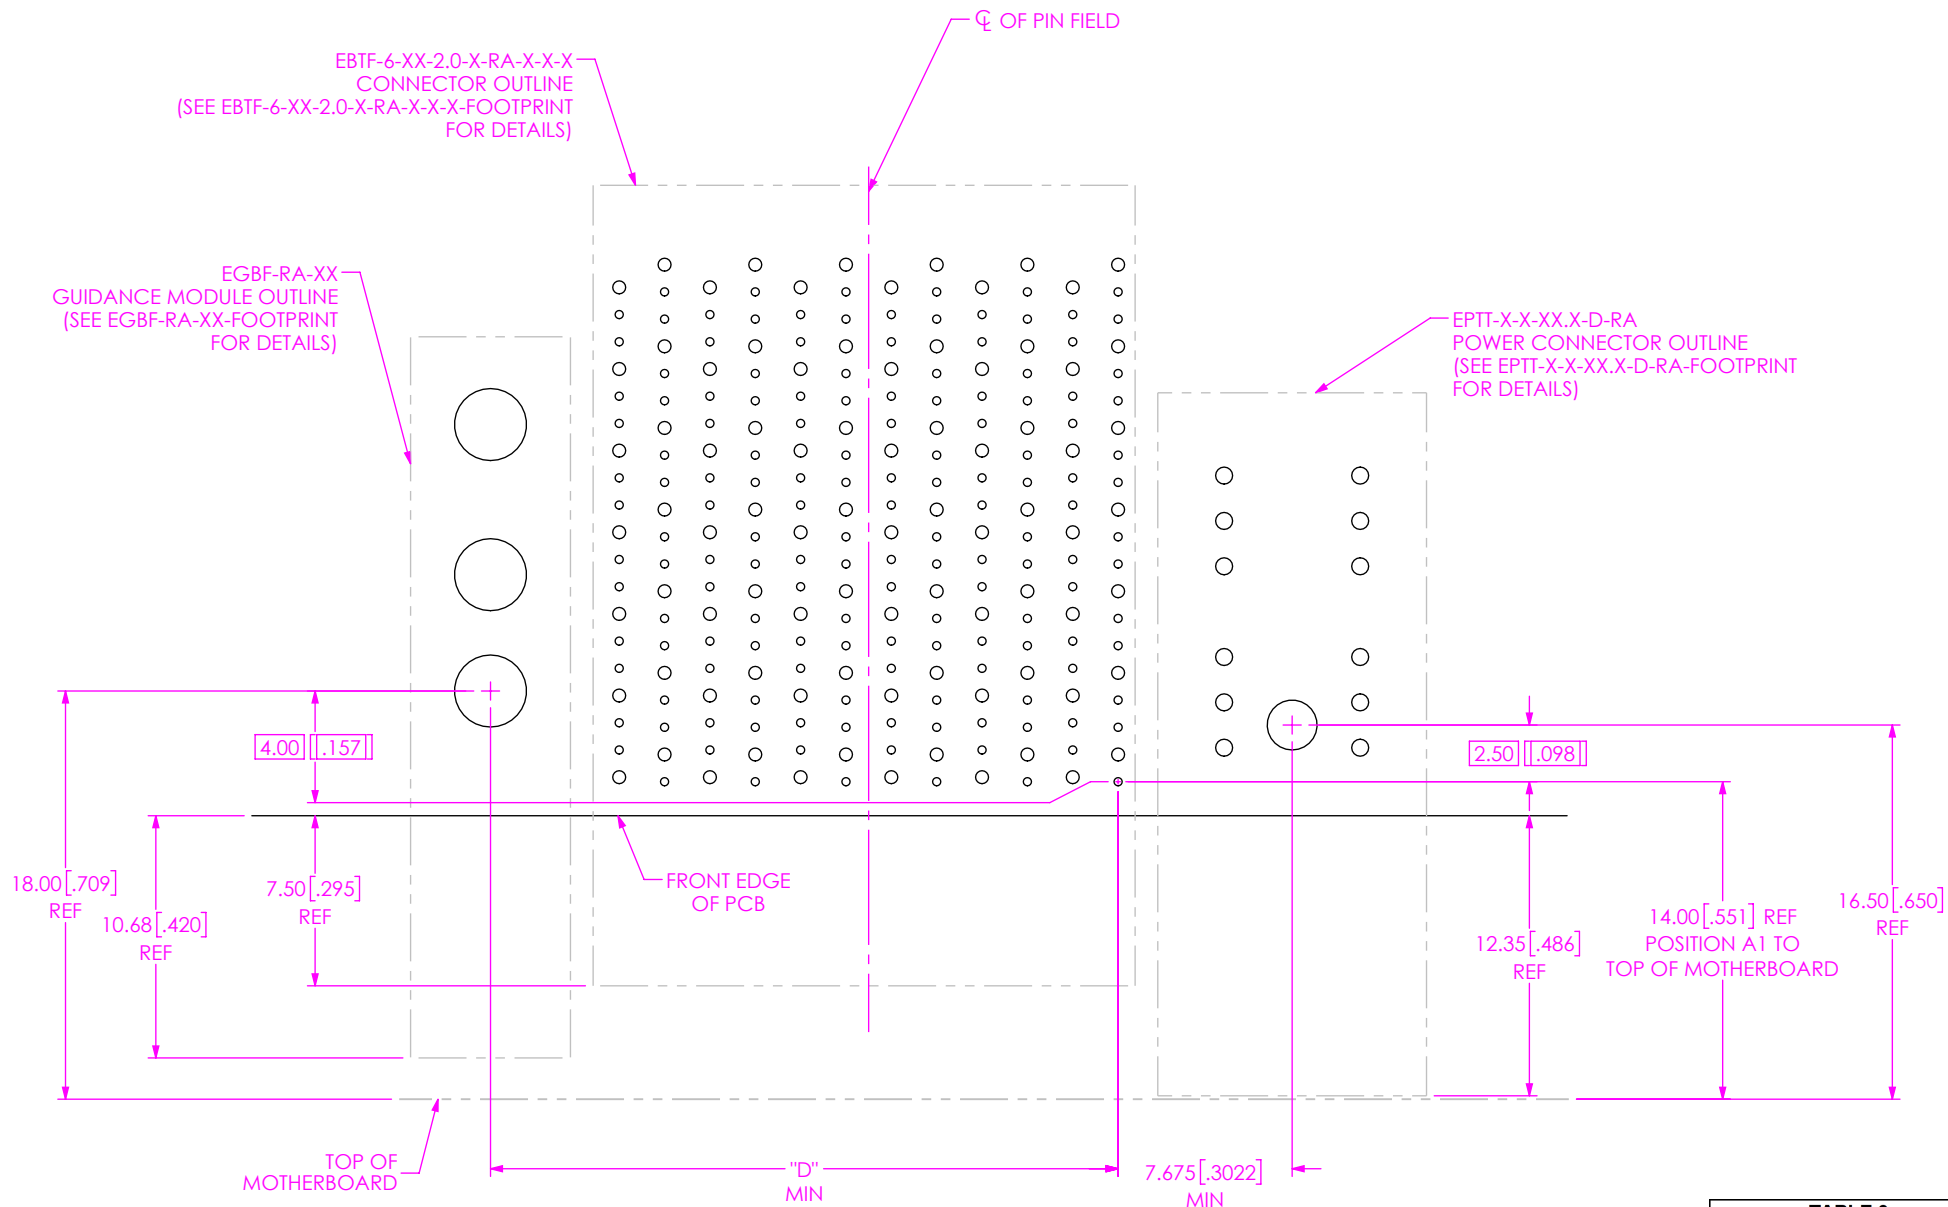 ℄ OF PIN FIELD
EBTF-6-XX-2.0-X-RA-X-X-X
CONNECTOR OUTLINE
(SEE EBTF-6-XX-2.0-X-RA-X-X-X-FOOTPRINT
FOR DETAILS)
EGBF-RA-XX
GUIDANCE MODULE OUTLINE
(SEE EGBF-RA-XX-FOOTPRINT
FOR DETAILS)
EPTT-X-X-XX.X-D-RA
POWER CONNECTOR OUTLINE
(SEE EPTT-X-X-XX.X-D-RA-FOOTPRINT
FOR DETAILS)
4.00 [.157]
2.50 [.098]
18.00[.709]
REF
10.68[.420]
REF
7.50[.295]
REF
FRONT EDGE
OF PCB
12.35[.486]
REF
14.00[.551] REF
POSITION A1 TO
TOP OF MOTHERBOARD
16.50[.650]
REF
TOP OF
MOTHERBOARD
"D"
MIN
7.675[.3022]
MIN